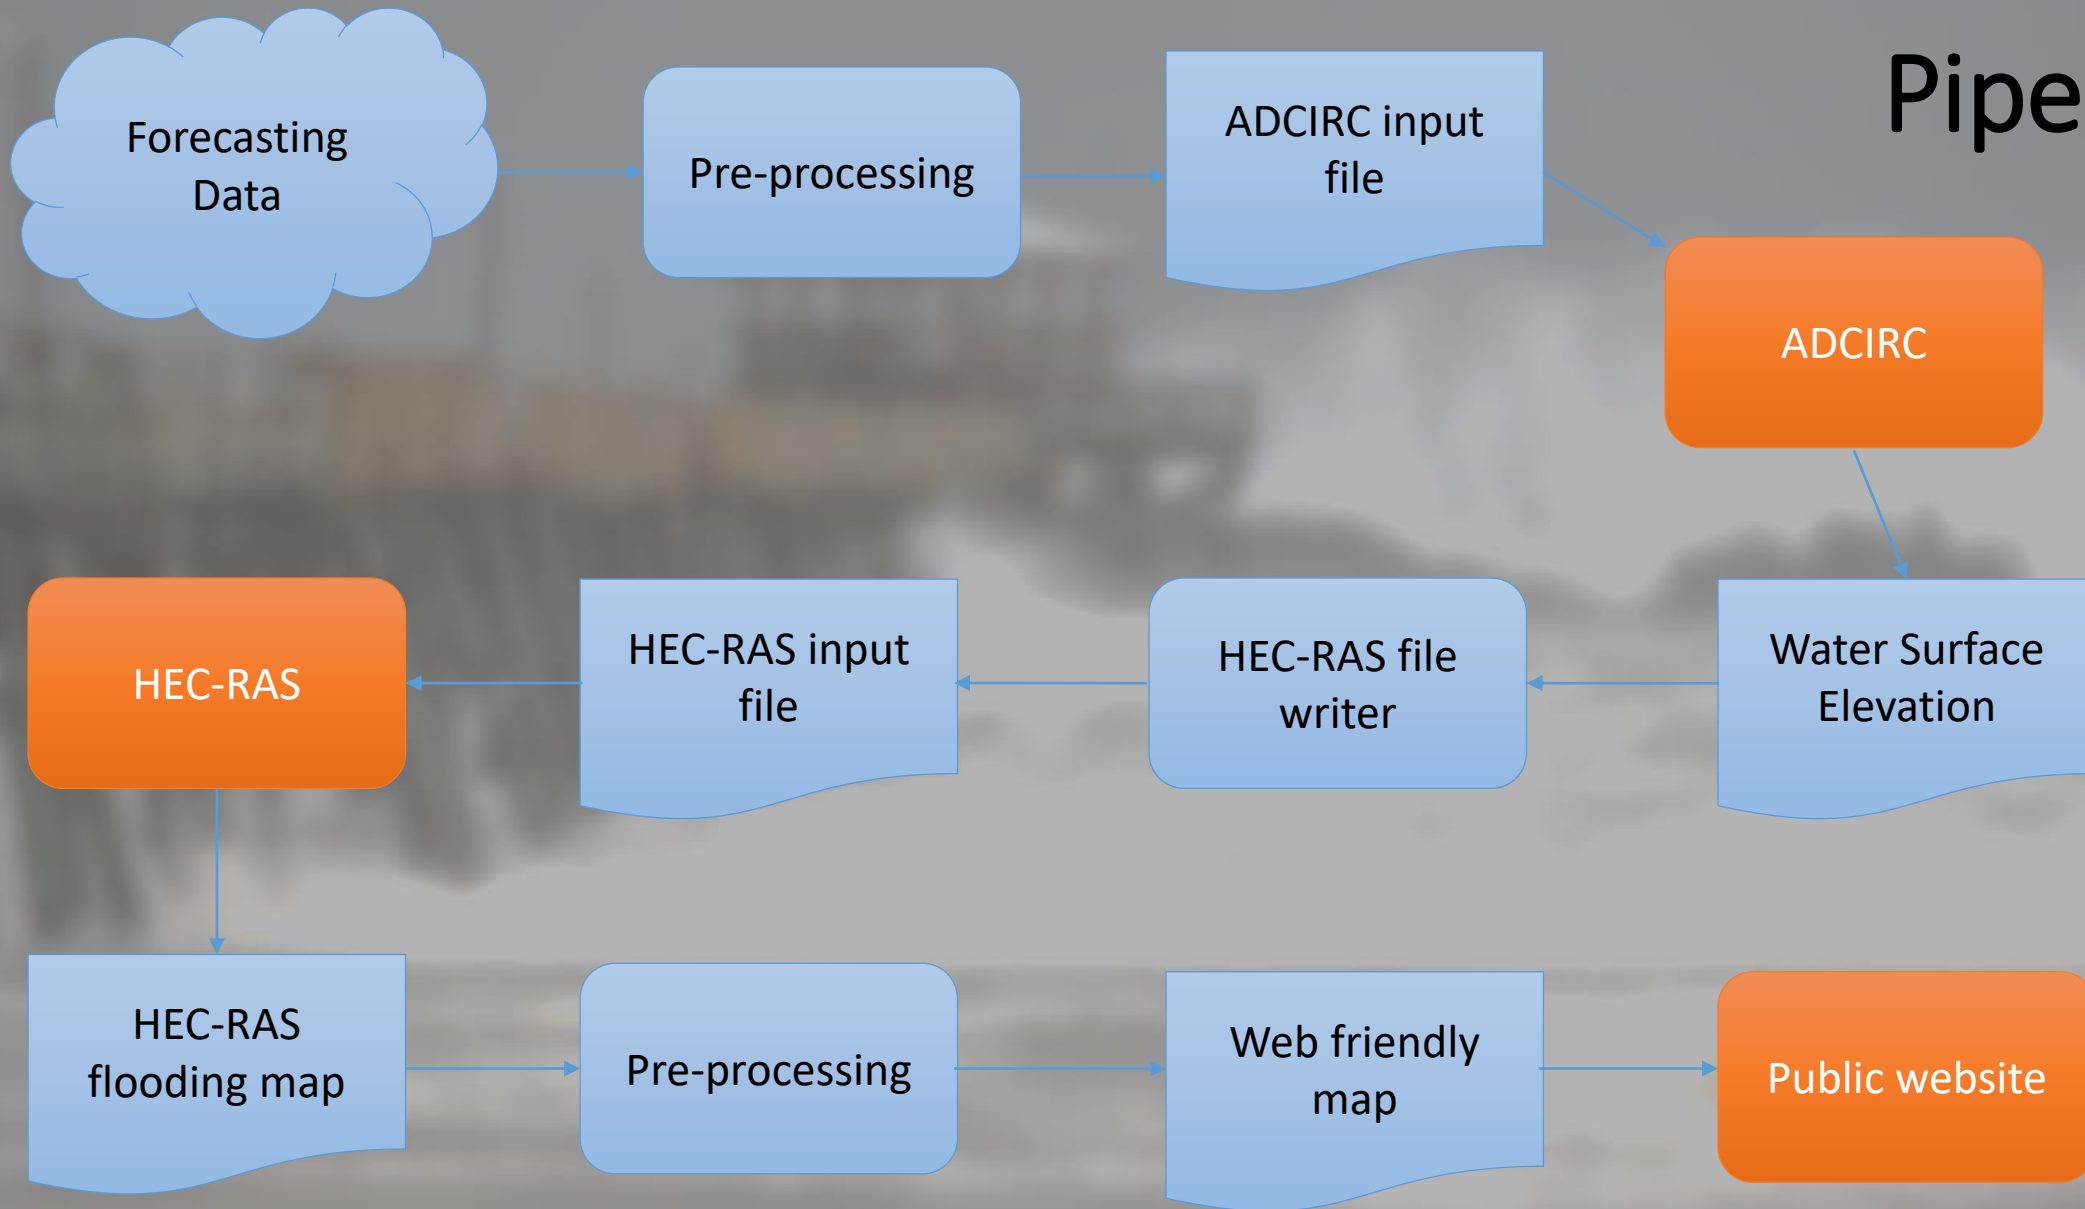 Pipe
Forecasting
Data
Pre-processing
ADCIRC input
file
ADCIRC
Water Surface
Elevation
HEC-RAS file
writer
HEC-RAS input
file
HEC-RAS
HEC-RAS
flooding map
Pre-processing
Web friendly
map
Public website